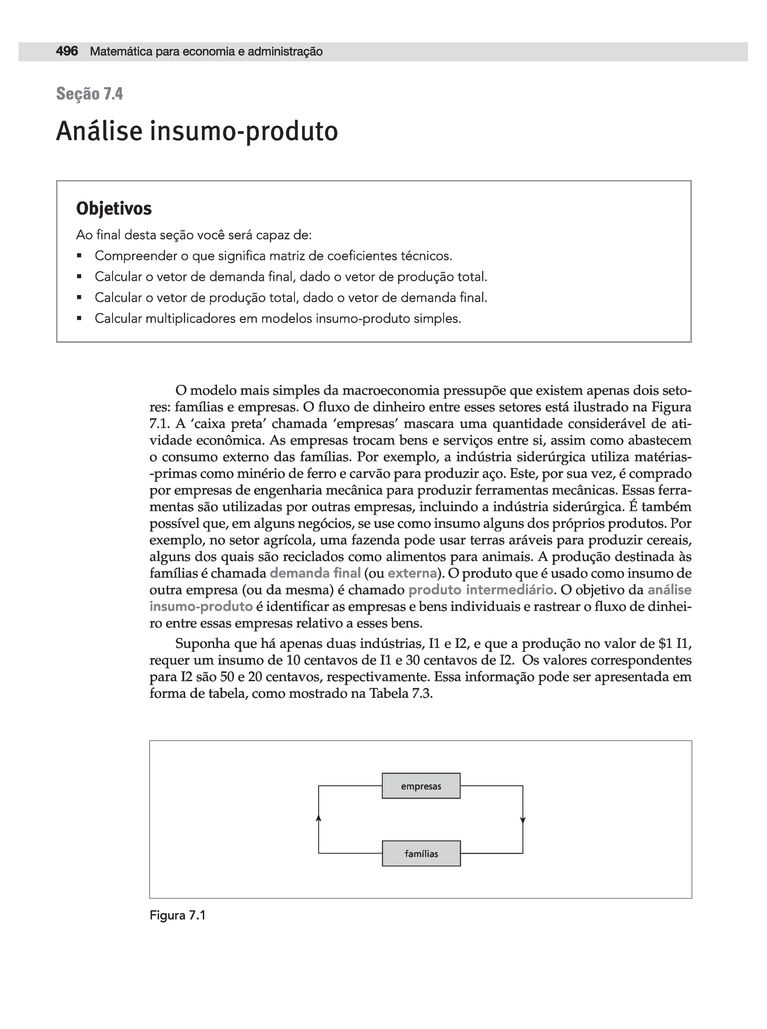 496 Matemática para economia e administração
Seção 7.4
Análise insumo-produto
Objetivos
Ao final desta seção você será capaz de:
▪ Compreender o que significa matriz de coeficientes técnicos.
▪ Calcular o vetor de demanda final, dado o vetor de produção total.
▪ Calcular o vetor de produção total, dado o vetor de demanda final.
▪ Calcular multiplicadores em modelos insumo-produto simples.
O modelo mais simples da macroeconomia pressupõe que existem apenas dois seto-
res: famílias e empresas. O fluxo de dinheiro entre esses setores está ilustrado na Figura
7.1. A ‘caixa preta’ chamada ‘empresas’ mascara uma quantidade considerável de ati-
vidade econômica. As empresas trocam bens e serviços entre si, assim como abastecem
o consumo externo das famílias. Por exemplo, a indústria siderúrgica utiliza matérias-
-primas como minério de ferro e carvão para produzir aço. Este, por sua vez, é comprado
por empresas de engenharia mecânica para produzir ferramentas mecânicas. Essas ferra-
mentas são utilizadas por outras empresas, incluindo a indústria siderúrgica. É também
possível que, em alguns negócios, se use como insumo alguns dos próprios produtos. Por
exemplo, no setor agrícola, uma fazenda pode usar terras aráveis para produzir cereais,
alguns dos quais são reciclados como alimentos para animais. A produção destinada às
famílias é chamada demanda final (ou externa). O produto que é usado como insumo de
outra empresa (ou da mesma) é chamado produto intermediário. O objetivo da análise
insumo-produto é identificar as empresas e bens individuais e rastrear o fluxo de dinhei-
ro entre essas empresas relativo a esses bens.
Suponha que há apenas duas indústrias, I1 e I2, e que a produção no valor de $1 I1,
requer um insumo de 10 centavos de I1 e 30 centavos de I2. Os valores correspondentes
para I2 são 50 e 20 centavos, respectivamente. Essa informação pode ser apresentada em
forma de tabela, como mostrado na Tabela 7.3.
empresas
famílias
Figura 7.1